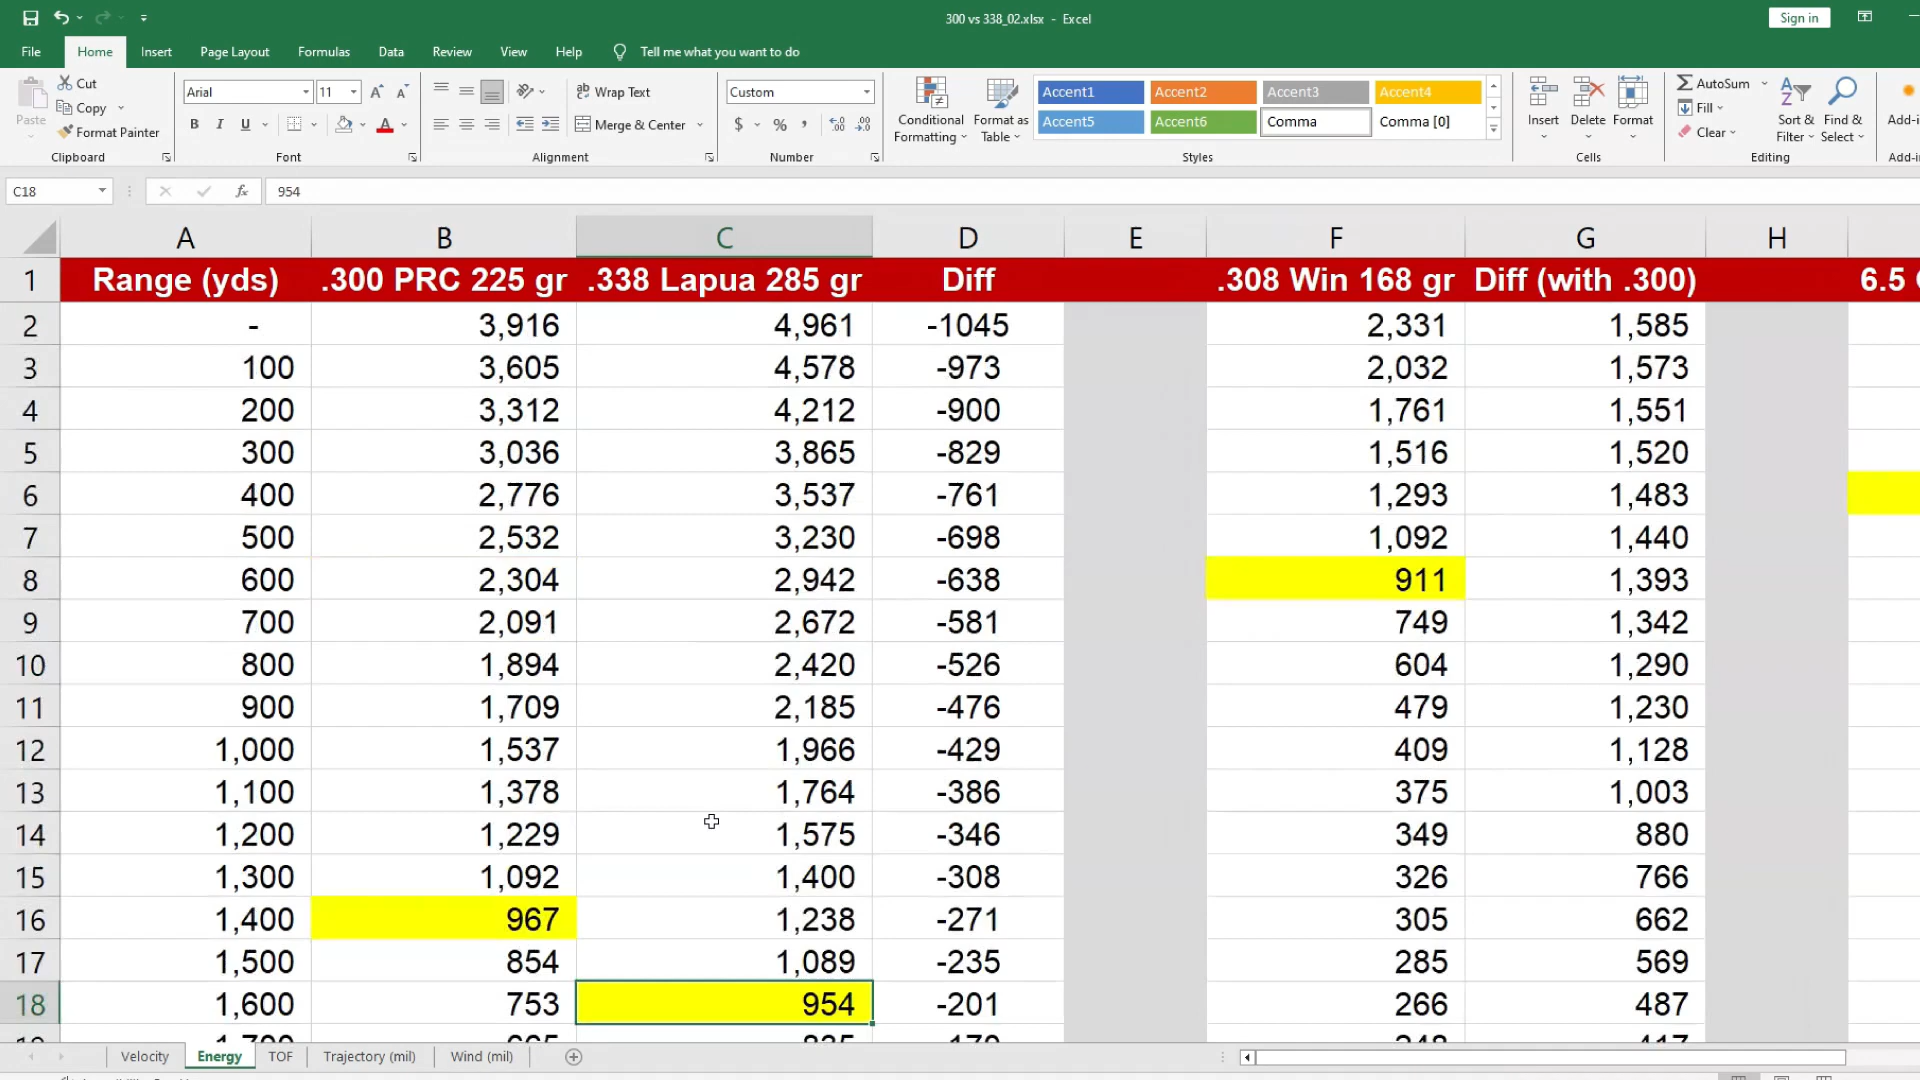 300 vs 338_02.xlsx - Excel
Sign in
File Home Insert Page Layout Formulas Data Review View Help Tell me what you want to do
Paste
Cut
Copy
Format Painter
Clipboard
Arial 11
B I U
Font
Wrap Text
Merge & Center
Alignment
Custom
$ % ,
Number
Conditional Formatting
Format as Table
Accent1 Accent2 Accent3 Accent4
Accent5 Accent6 Comma Comma [0]
Styles
Insert Delete Format
Cells
AutoSum
Fill
Clear
Sort & Filter
Find & Select
Editing
C18 fx 954
A B C D E F G H
1 Range (yds) .300 PRC 225 gr .338 Lapua 285 gr Diff .308 Win 168 gr Diff (with .300) 6.5
2 - 3,916 4,961 -1045 2,331 1,585
3 100 3,605 4,578 -973 2,032 1,573
4 200 3,312 4,212 -900 1,761 1,551
5 300 3,036 3,865 -829 1,516 1,520
6 400 2,776 3,537 -761 1,293 1,483
7 500 2,532 3,230 -698 1,092 1,440
8 600 2,304 2,942 -638 911 1,393
9 700 2,091 2,672 -581 749 1,342
10 800 1,894 2,420 -526 604 1,290
11 900 1,709 2,185 -476 479 1,230
12 1,000 1,537 1,966 -429 409 1,128
13 1,100 1,378 1,764 -386 375 1,003
14 1,200 1,229 1,575 -346 349 880
15 1,300 1,092 1,400 -308 326 766
16 1,400 967 1,238 -271 305 662
17 1,500 854 1,089 -235 285 569
18 1,600 753 954 -201 266 487
Velocity Energy TOF Trajectory (mil) Wind (mil)